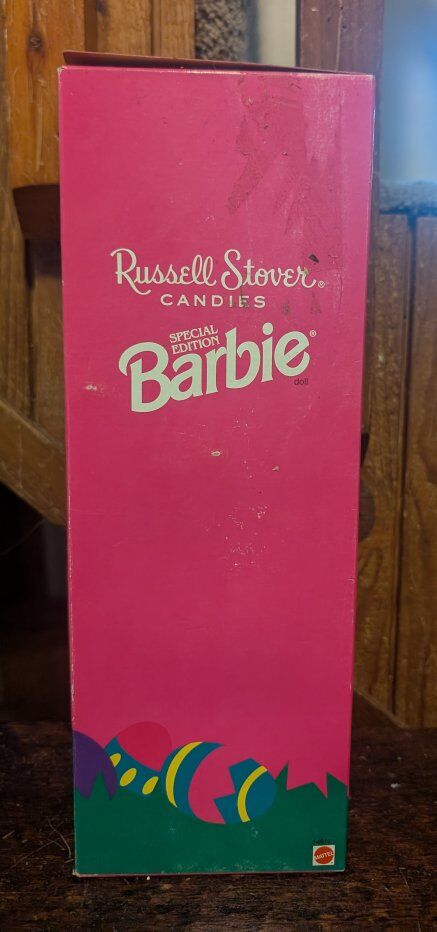 Russell Stover®
CANDIES
SPECIAL
EDITION
Barbie®
doll
MATTEL